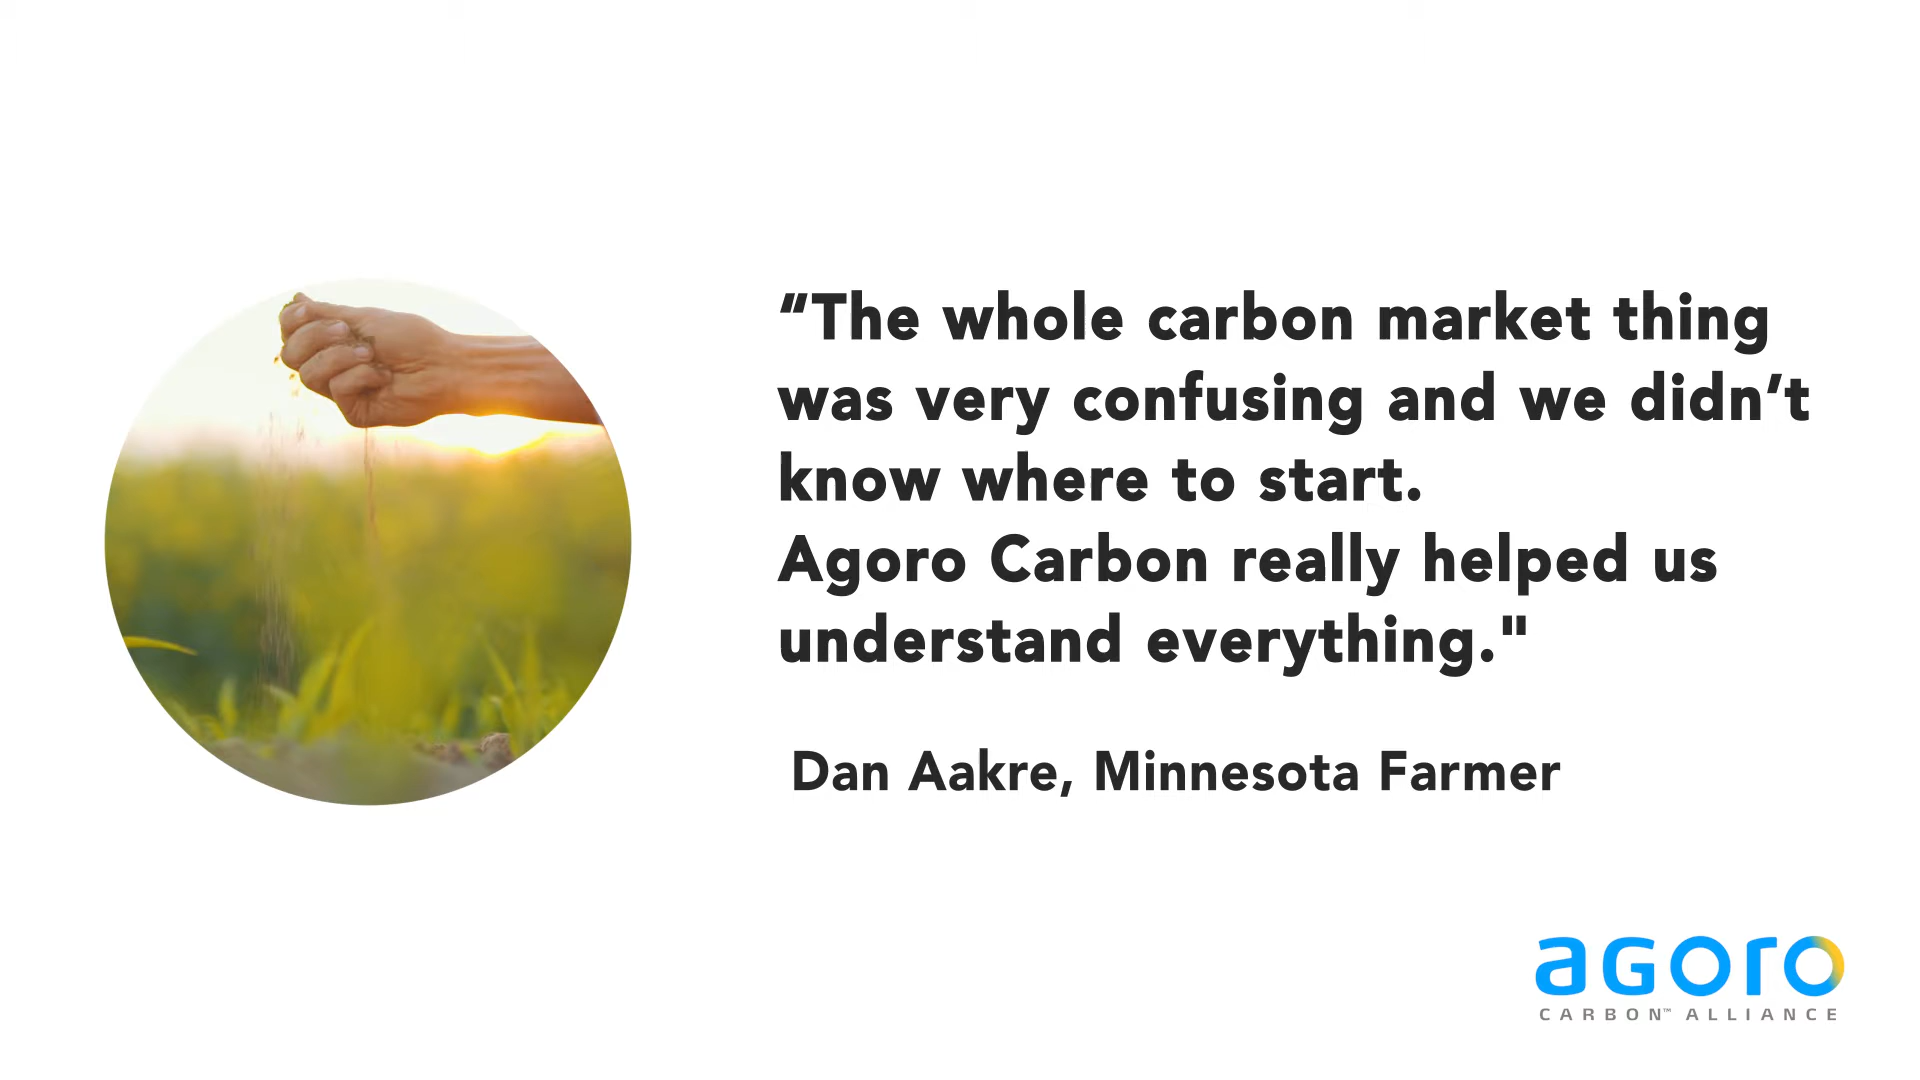 “The whole carbon market thing
was very confusing and we didn’t
know where to start.
Agoro Carbon really helped us
understand everything."
Dan Aakre, Minnesota Farmer
agoro
CARBON™ ALLIANCE